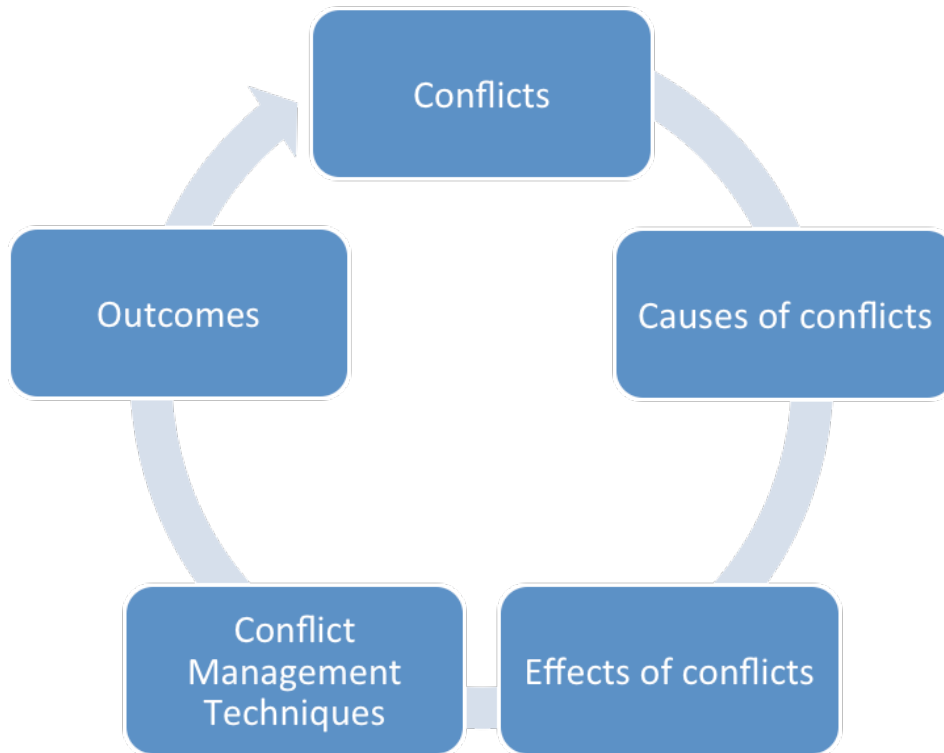 Conflicts
Causes of conflicts
Effects of conflicts
Conflict
Management
Techniques
Outcomes